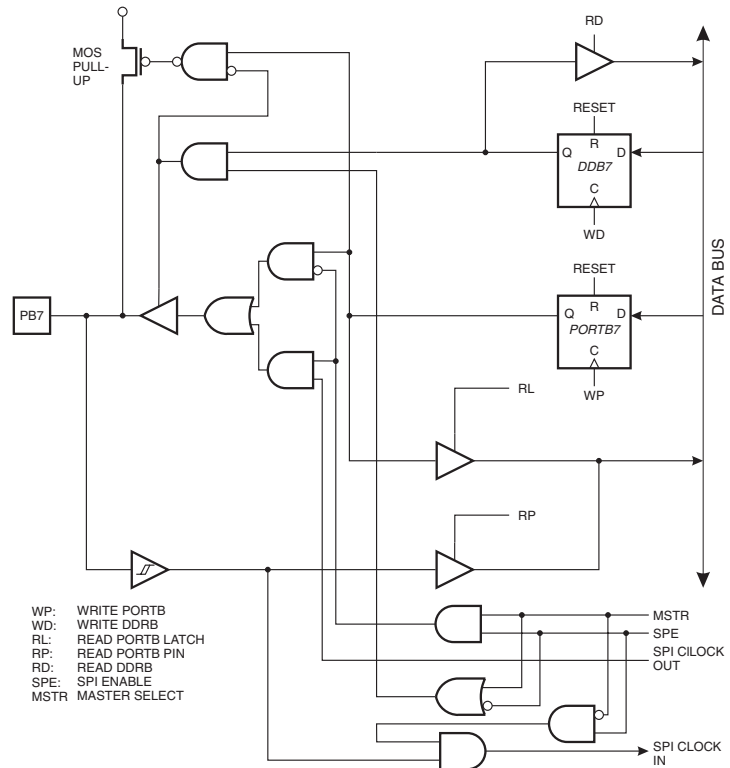 RD
MOS
PULL-
UP
RESET
R
Q
D
DDB7
C
WD
DATA BUS
RESET
R
Q
D
PORTB7
C
WP
PB7
RL
RP
WP: WRITE PORTB
WD: WRITE DDRB
RL: READ PORTB LATCH
RP: READ PORTB PIN
RD: READ DDRB
SPE: SPI ENABLE
MSTR MASTER SELECT
MSTR
SPE
SPI ClLOCK
OUT
SPI CLOCK
IN